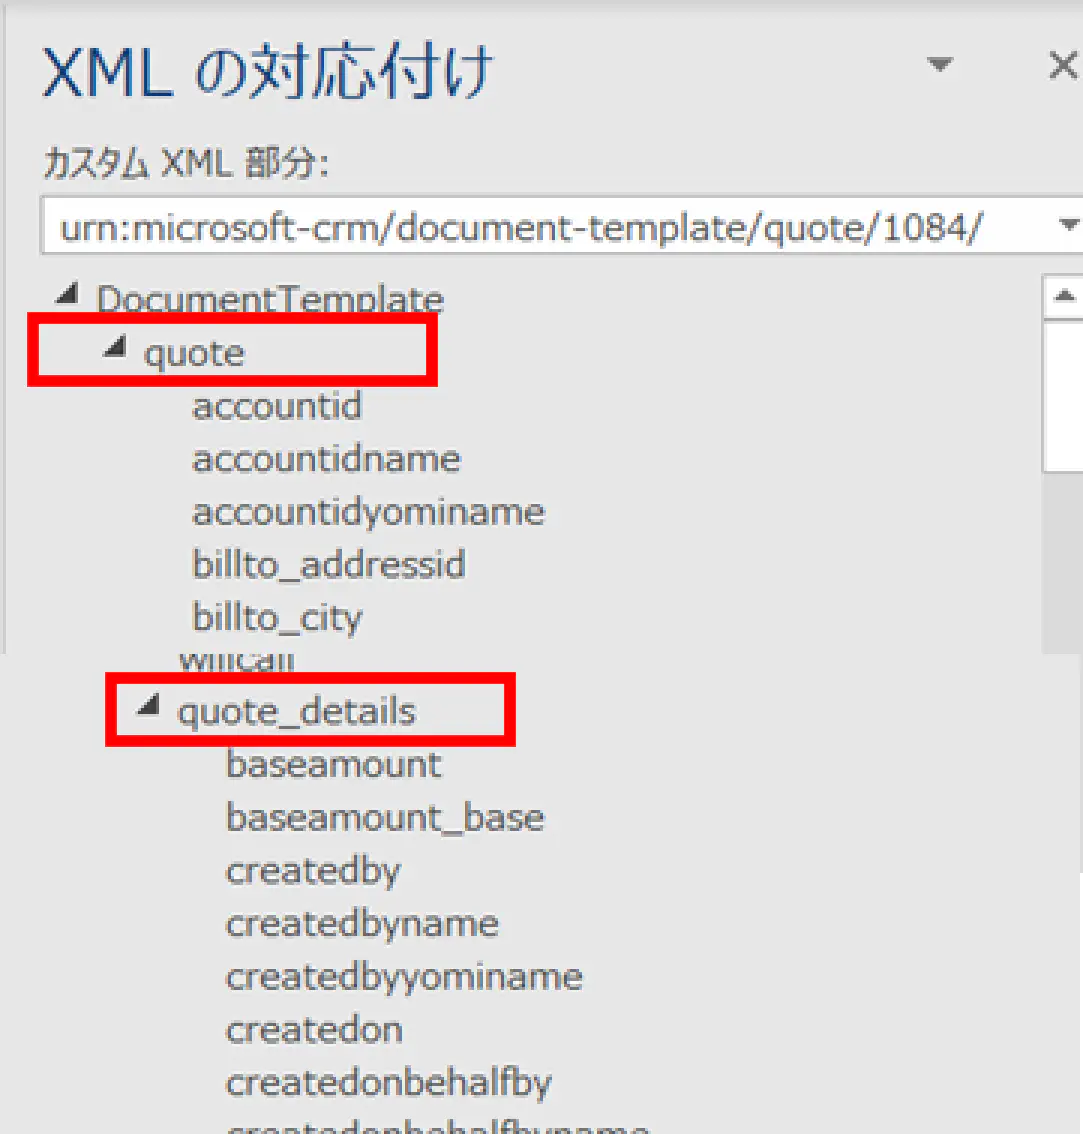 XML の対応付け
カスタム XML 部分:
urn:microsoft-crm/document-template/quote/1084/
DocumentTemplate
quote
accountid
accountidname
accountidyominame
billto_addressid
billto_city
willcall
quote_details
baseamount
baseamount_base
createdby
createdbyname
createdbyyominame
createdon
createdonbehalfby
createdonbehalfbyname